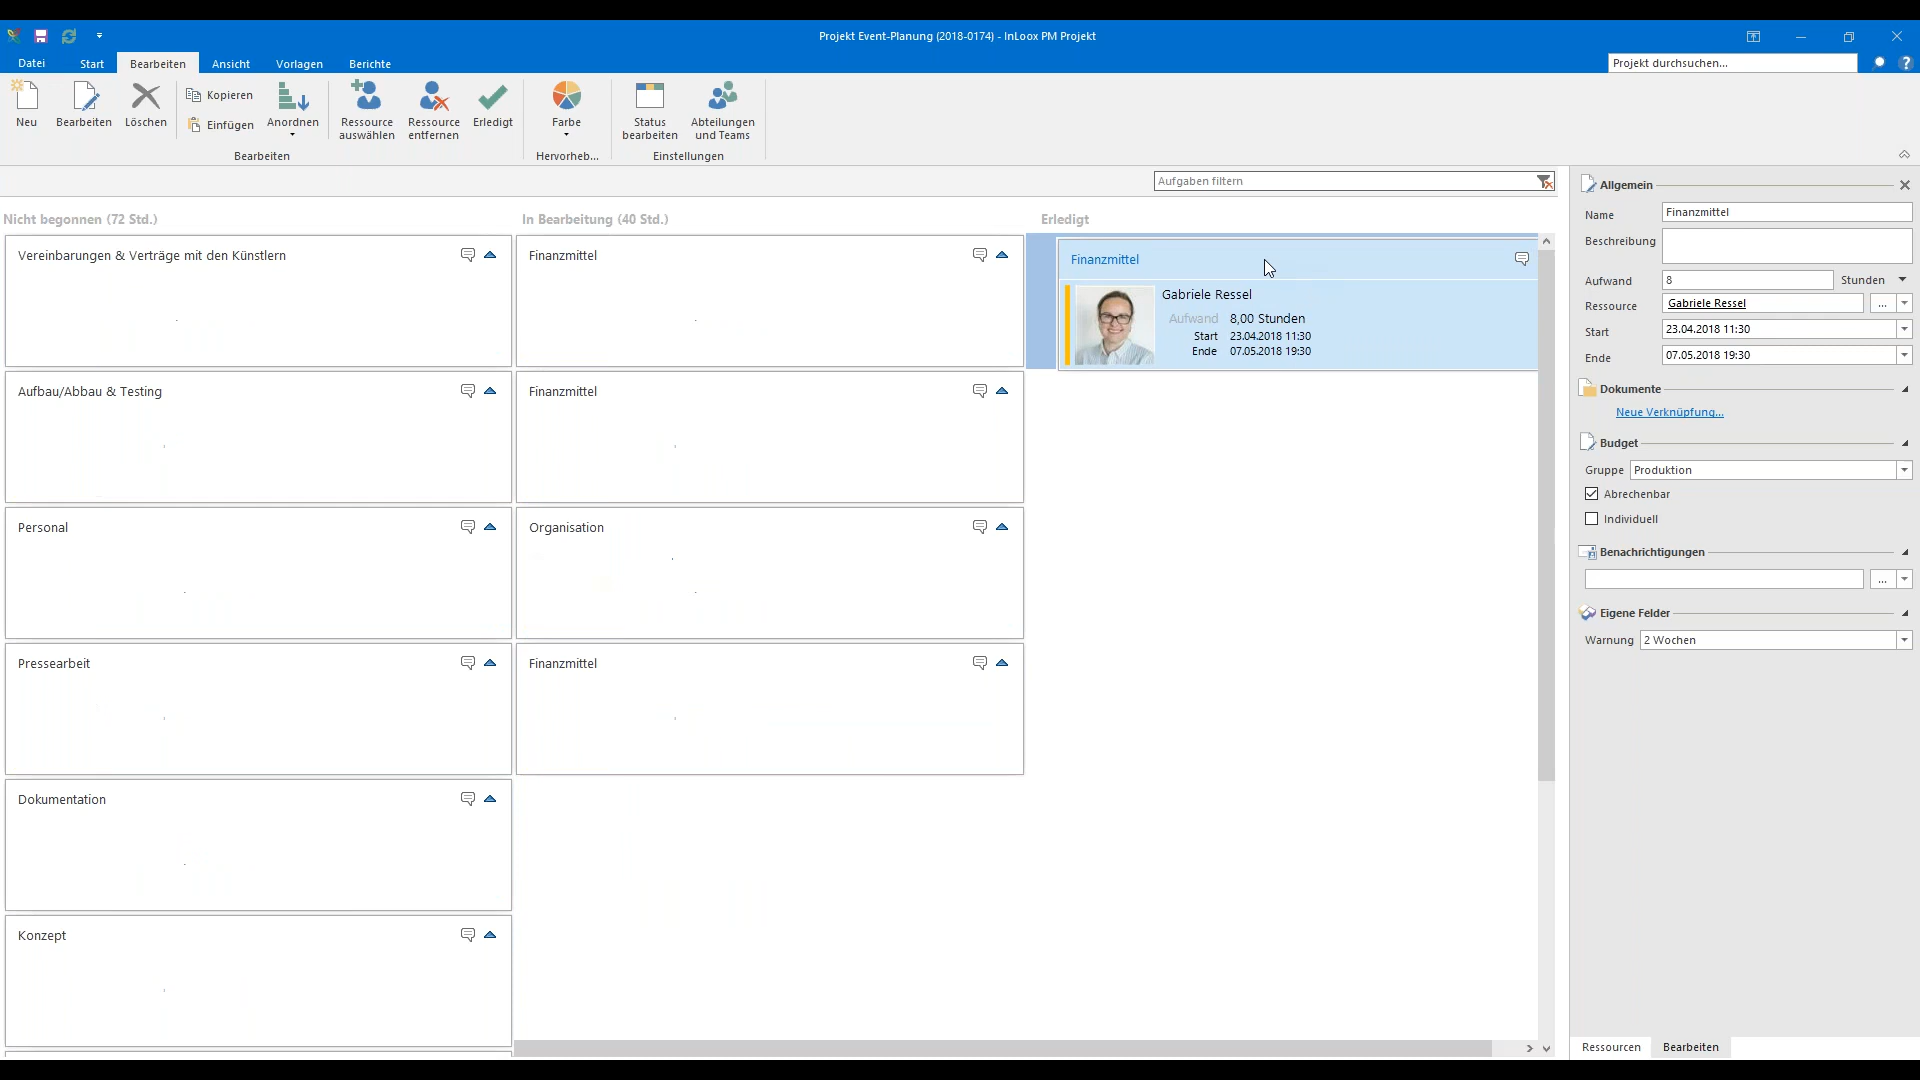 Projekt Event-Planung (2018-0174) - InLoox PM Projekt
Datei Start Bearbeiten Ansicht Vorlagen Berichte
Projekt durchsuchen...
?
Neu
Bearbeiten
Löschen
Kopieren
Einfügen
Anordnen
Ressource auswählen
Ressource entfernen
Erledigt
Farbe
Status bearbeiten
Abteilungen und Teams
Bearbeiten
Hervorheb...
Einstellungen
Aufgaben filtern
Nicht begonnen (72 Std.)
Vereinbarungen & Verträge mit den Künstlern
Aufbau/Abbau & Testing
Personal
Pressearbeit
Dokumentation
Konzept
In Bearbeitung (40 Std.)
Finanzmittel
Finanzmittel
Organisation
Finanzmittel
Erledigt
Finanzmittel
Gabriele Ressel
Aufwand 8,00 Stunden
Start 23.04.2018 11:30
Ende 07.05.2018 19:30
Allgemein
Name Finanzmittel
Beschreibung
Aufwand 8 Stunden
Ressource Gabriele Ressel ...
Start 23.04.2018 11:30
Ende 07.05.2018 19:30
Dokumente
Neue Verknüpfung...
Budget
Gruppe Produktion
Abrechenbar
Individuell
Benachrichtigungen
...
Eigene Felder
Warnung 2 Wochen
Ressourcen Bearbeiten